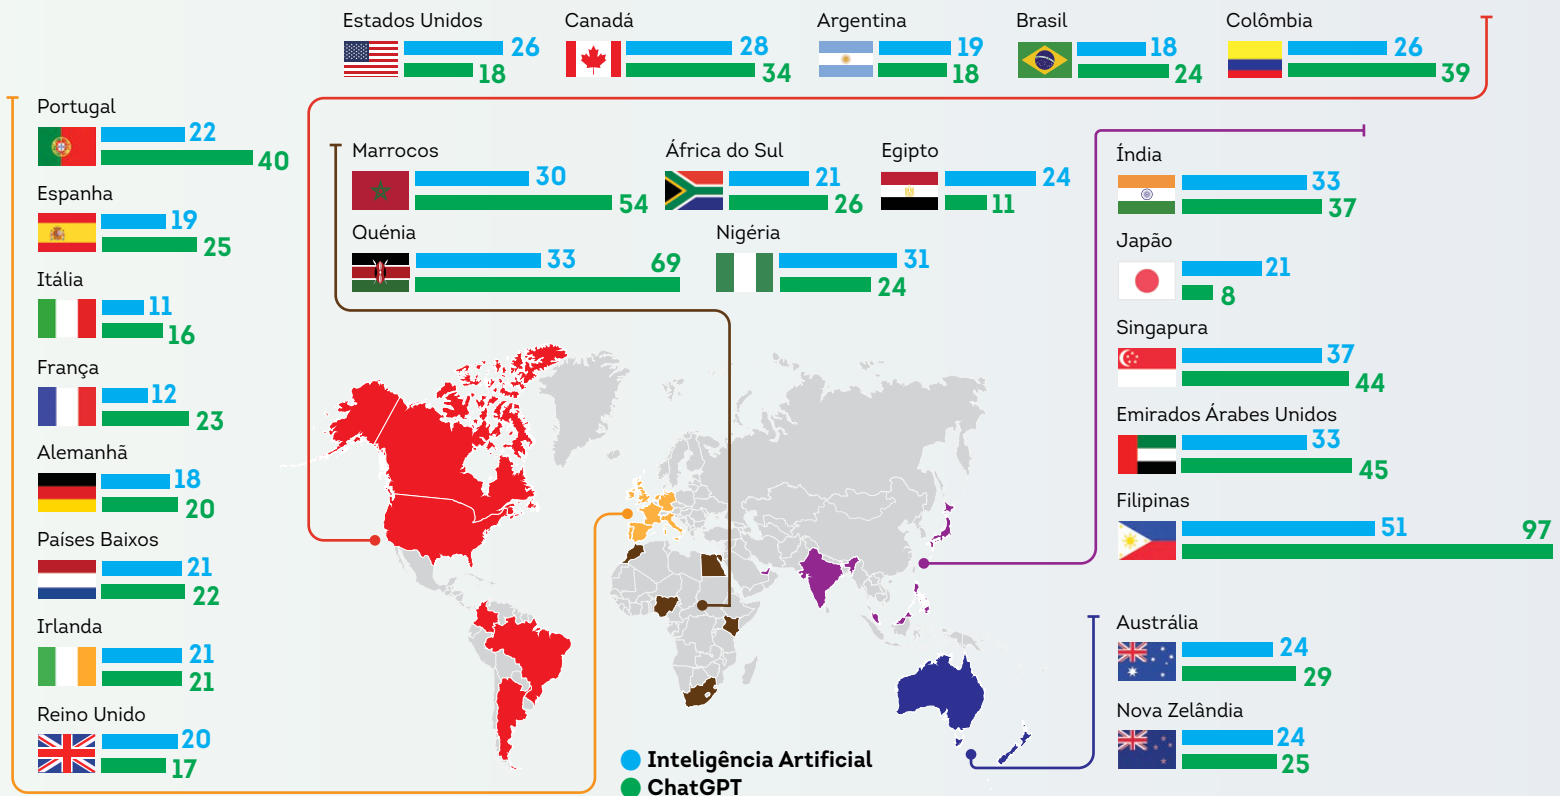 Estados Unidos
26
18
Canadá
28
34
Argentina
19
18
Brasil
18
24
Colômbia
26
39
Portugal
22
40
Espanha
19
25
Itália
11
16
França
12
23
Alemanhã
18
20
Países Baixos
21
22
Irlanda
21
21
Reino Unido
20
17
Marrocos
30
54
África do Sul
21
26
Egipto
24
11
Quénia
33
69
Nigéria
31
24
Índia
33
37
Japão
21
8
Singapura
37
44
Emirados Árabes Unidos
33
45
Filipinas
51
97
Austrália
24
29
Nova Zelândia
24
25
Inteligência Artificial
ChatGPT